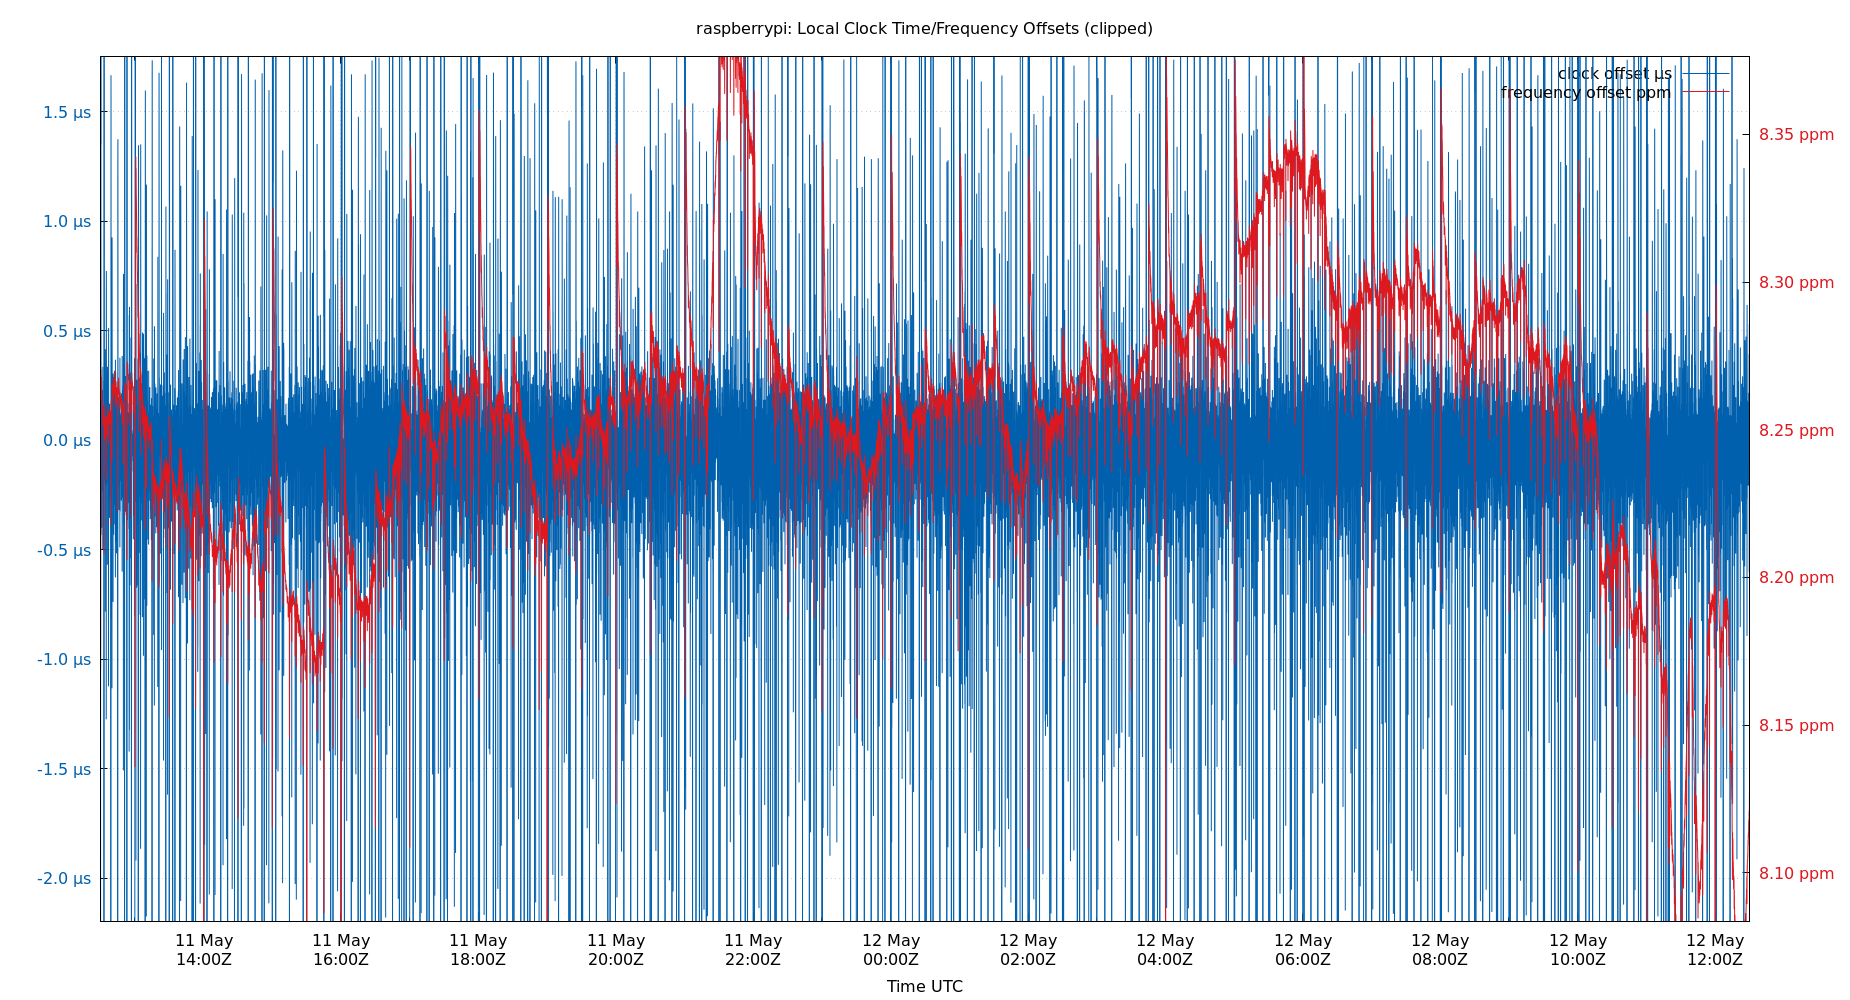 raspberrypi: Local Clock Time/Frequency Offsets (clipped)
clock offset µs
frequency offset ppm
1.5 µs
1.0 µs
0.5 µs
0.0 µs
-0.5 µs
-1.0 µs
-1.5 µs
-2.0 µs
8.35 ppm
8.30 ppm
8.25 ppm
8.20 ppm
8.15 ppm
8.10 ppm
11 May 11 May 11 May 11 May 11 May 12 May 12 May 12 May 12 May 12 May 12 May 12 May
14:00Z 16:00Z 18:00Z 20:00Z 22:00Z 00:00Z 02:00Z 04:00Z 06:00Z 08:00Z 10:00Z 12:00Z
Time UTC